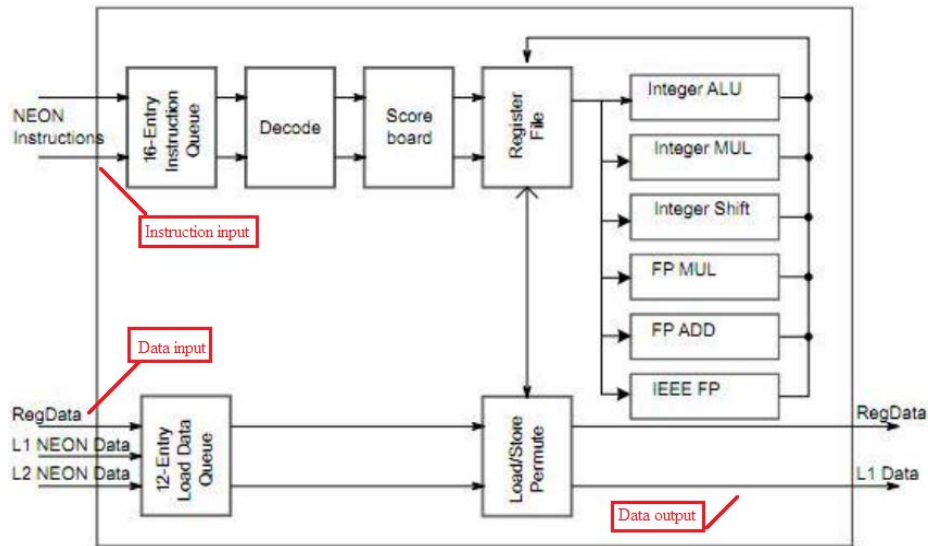 NEON
Instructions
16-Entry
Instruction
Queue
Decode
Score
board
Register
File
Integer ALU
Integer MUL
Integer Shift
FP MUL
FP ADD
IEEE FP
Instruction input
Data input
RegData
L1 NEON Data
L2 NEON Data
12-Entry
Load Data
Queue
Load/Store
Permute
RegData
L1 Data
Data output